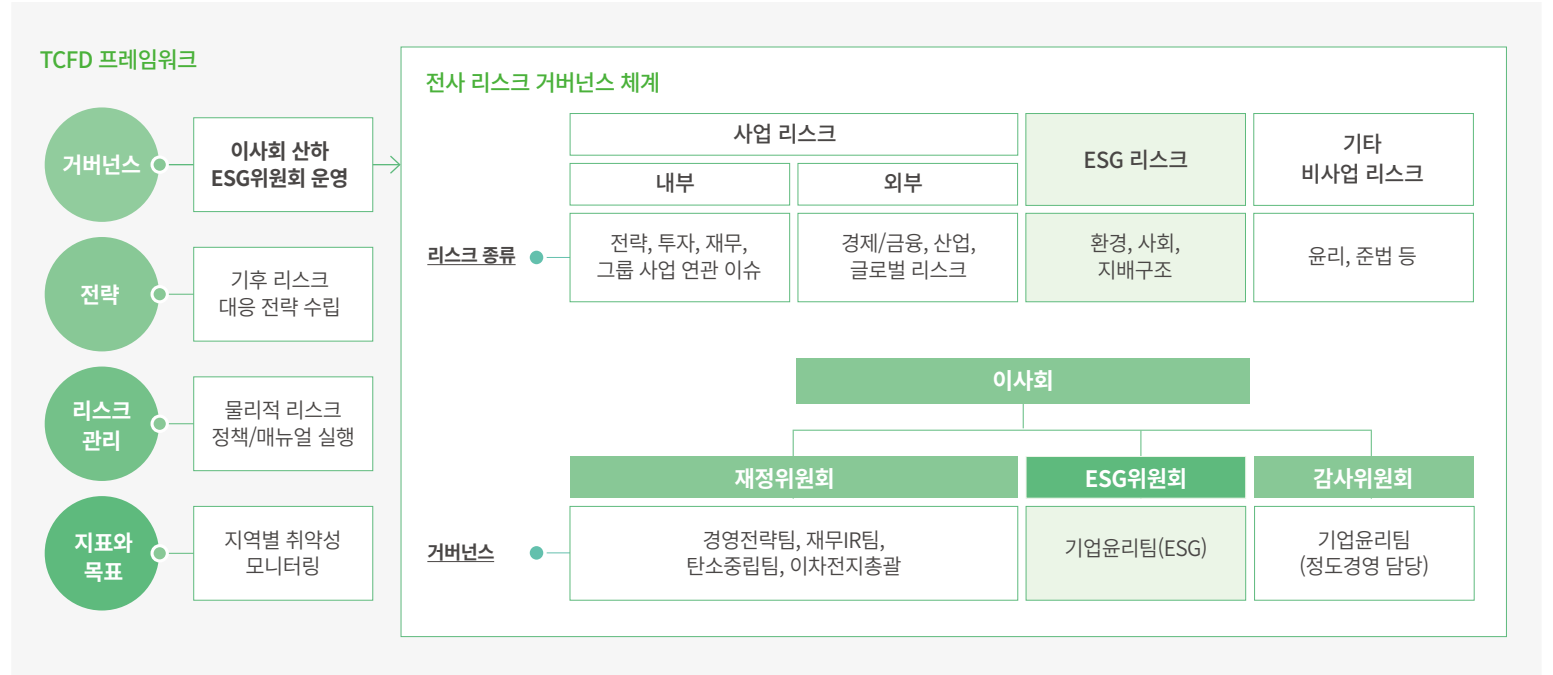 TCFD 프레임워크
거버넌스
이사회 산하
ESG위원회 운영
전략
기후 리스크
대응 전략 수립
리스크
관리
물리적 리스크
정책/매뉴얼 실행
지표와
목표
지역별 취약성
모니터링
전사 리스크 거버넌스 체계
사업 리스크
내부
외부
ESG 리스크
기타
비사업 리스크
리스크 종류
전략, 투자, 재무,
그룹 사업 연관 이슈
경제/금융, 산업,
글로벌 리스크
환경, 사회,
지배구조
윤리, 준법 등
이사회
재정위원회
ESG위원회
감사위원회
거버넌스
경영전략팀, 재무IR팀,
탄소중립팀, 이차전지총괄
기업윤리팀(ESG)
기업윤리팀
(정도경영 담당)